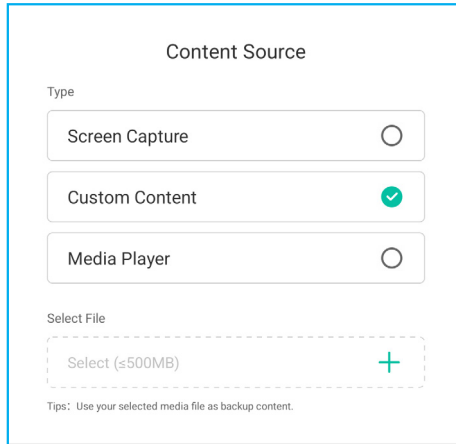 Content Source
Type
Screen Capture
Custom Content
Media Player
Select File
Select (≤500MB)
Tips: Use your selected media file as backup content.